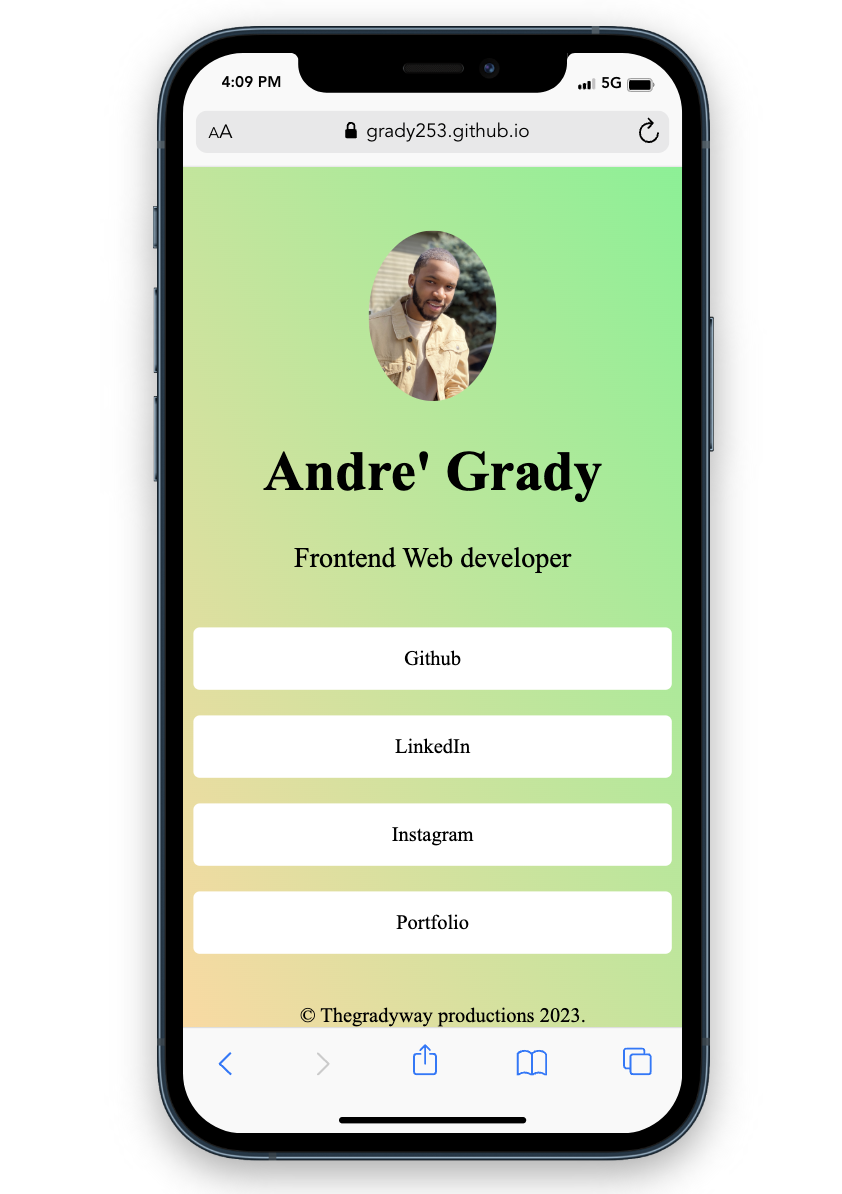 4:09 PM 5G
AA grady253.github.io
Andre' Grady
Frontend Web developer
Github
LinkedIn
Instagram
Portfolio
© Thegradyway productions 2023.